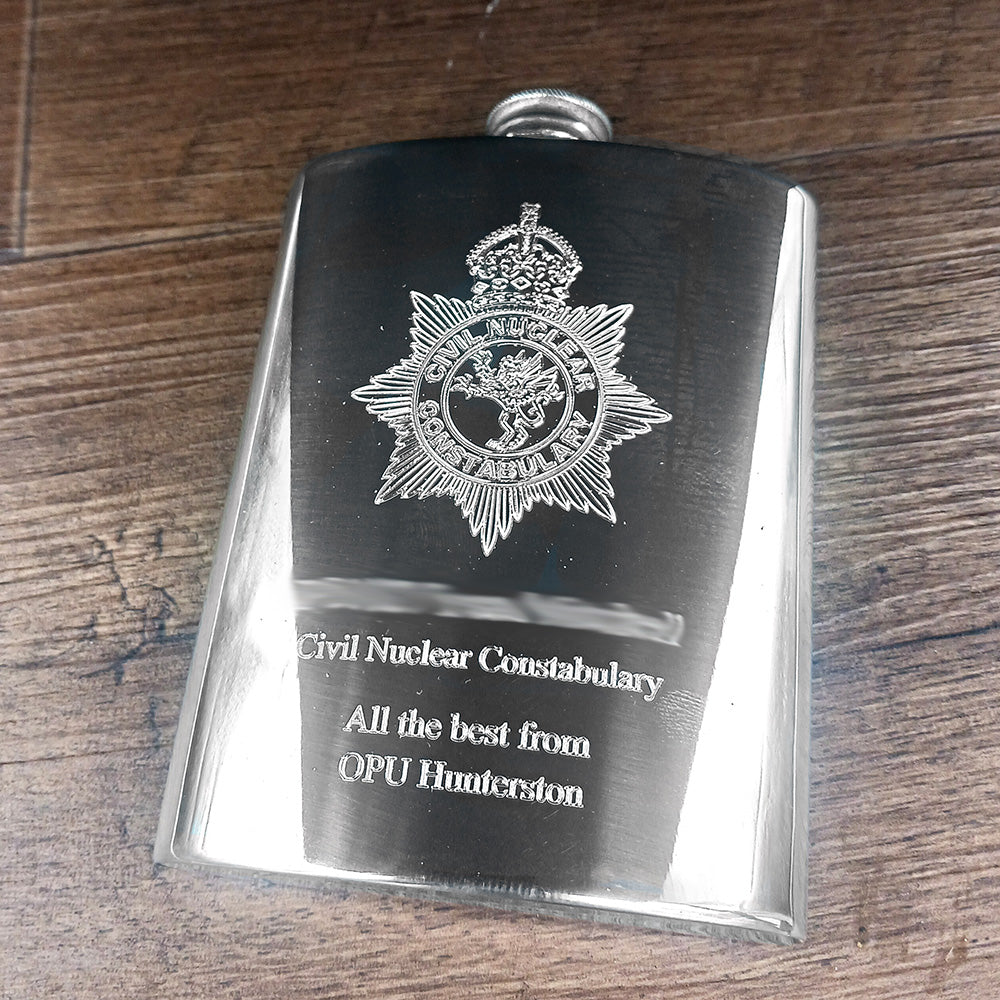 CIVIL NUCLEAR
CONSTABULARY
Civil Nuclear Constabulary
All the best from
OPU Hunterston